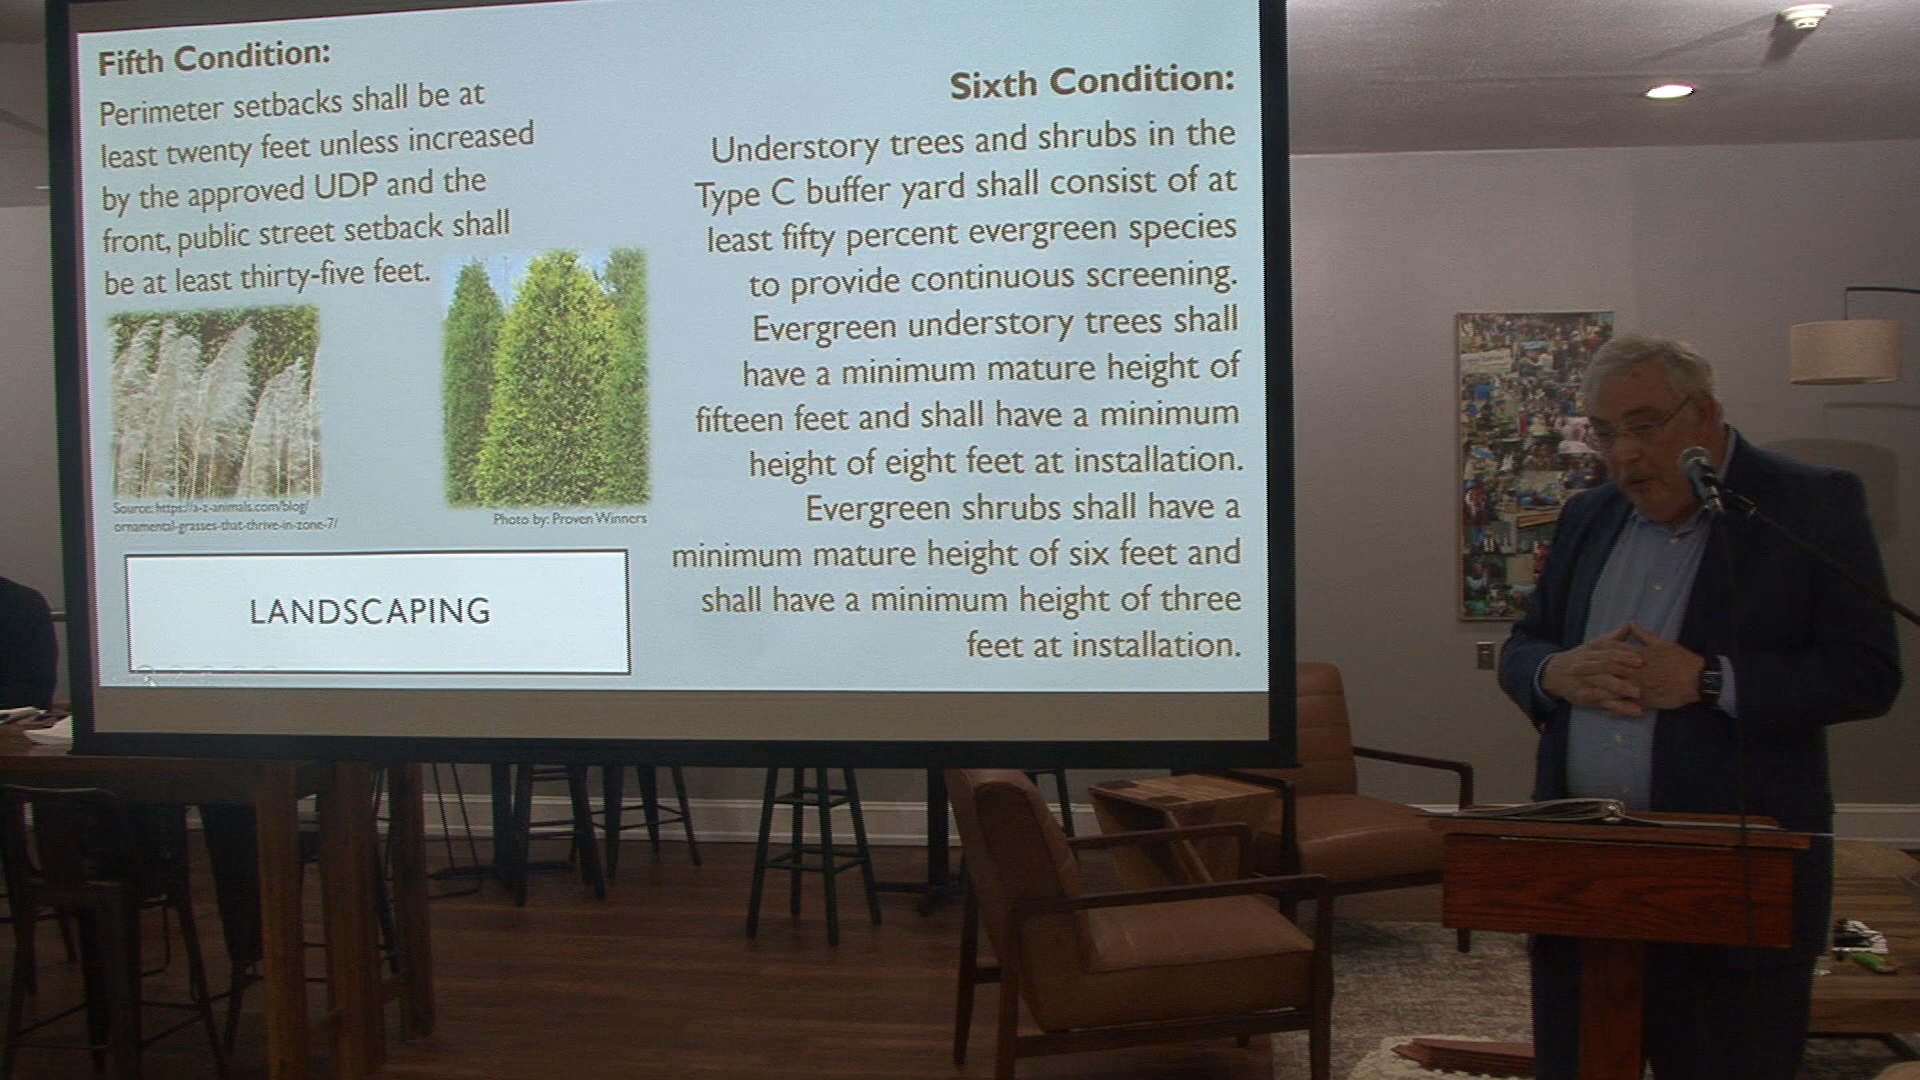 Fifth Condition:
Perimeter setbacks shall be at
least twenty feet unless increased
by the approved UDP and the
front, public street setback shall
be at least thirty-five feet.
Source: https://a-z-animals.com/blog/
ornamental-grasses-that-thrive-in-zone-7/
Photo by: Proven Winners
LANDSCAPING
Sixth Condition:
Understory trees and shrubs in the
Type C buffer yard shall consist of at
least fifty percent evergreen species
to provide continuous screening.
Evergreen understory trees shall
have a minimum mature height of
fifteen feet and shall have a minimum
height of eight feet at installation.
Evergreen shrubs shall have a
minimum mature height of six feet and
shall have a minimum height of three
feet at installation.